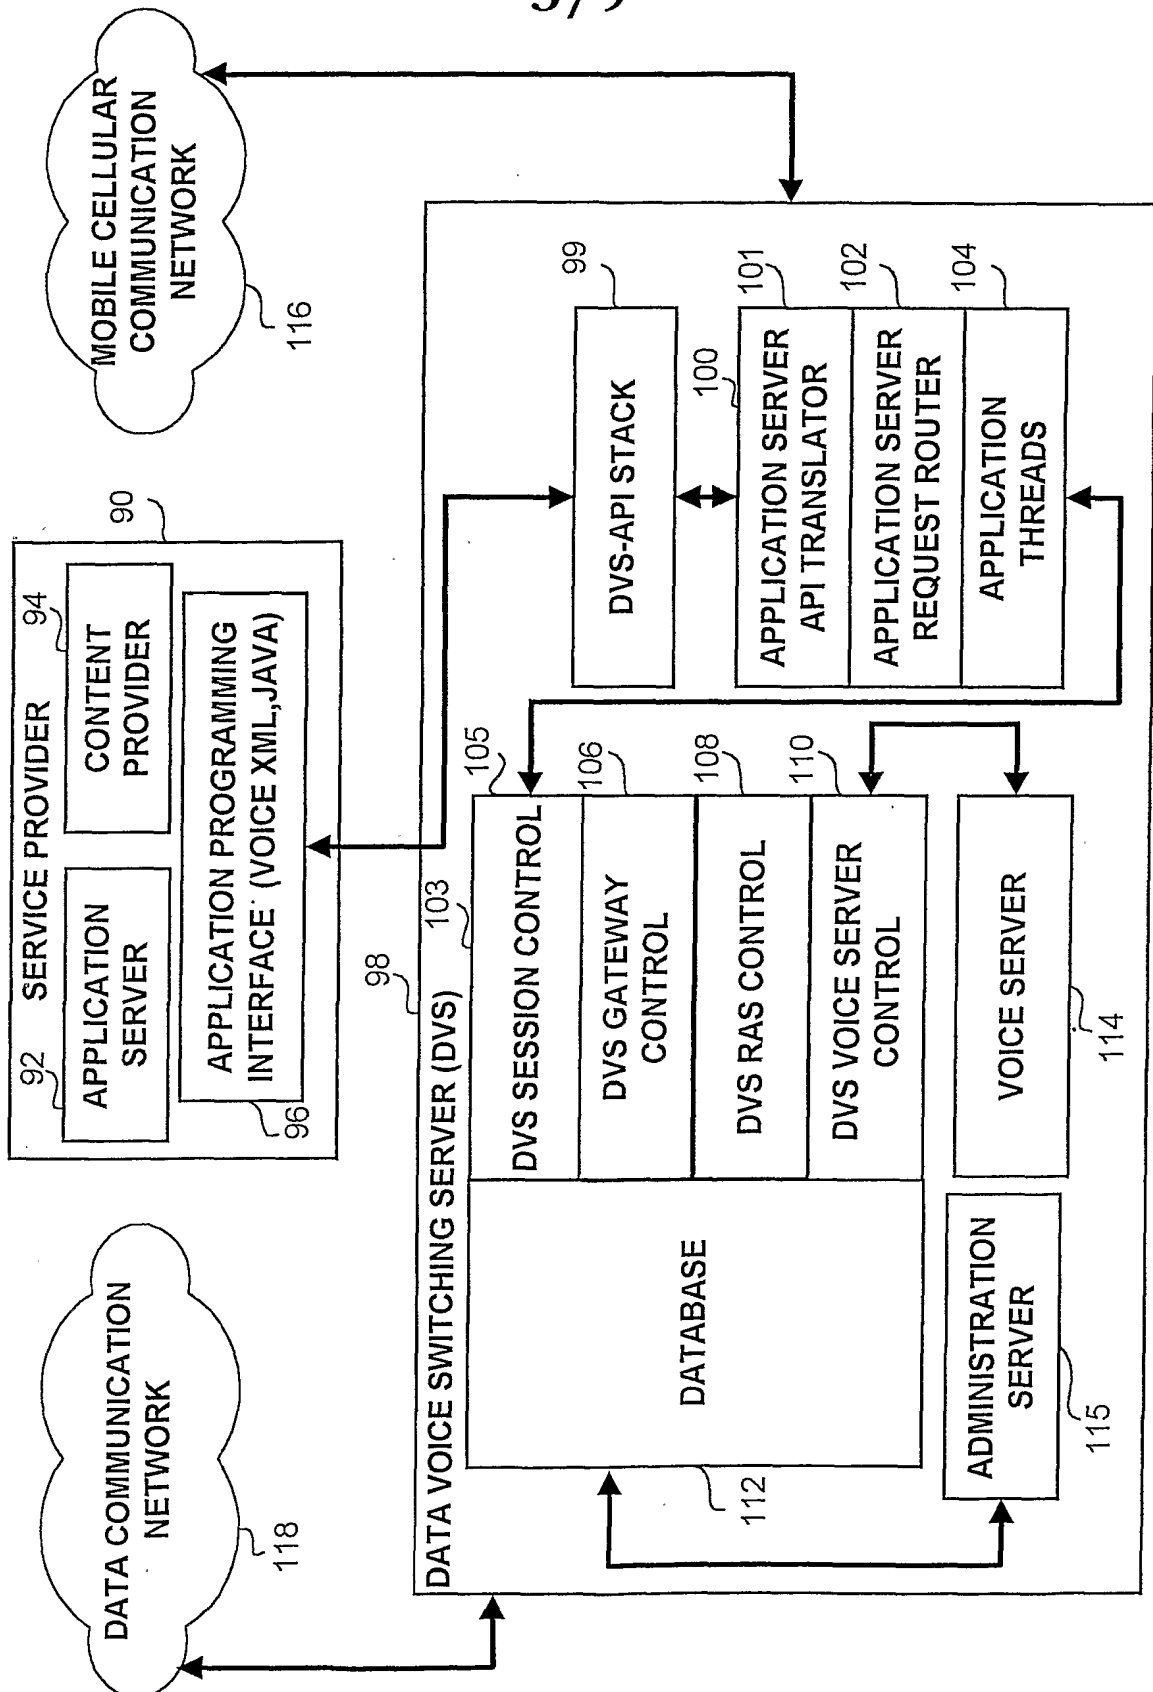 DATA COMMUNICATION
NETWORK
118
92
SERVICE PROVIDER
94
90
APPLICATION
SERVER
CONTENT
PROVIDER
APPLICATION PROGRAMMING
INTERFACE (VOICE XML,JAVA)
96
MOBILE CELLULAR
COMMUNICATION
NETWORK
116
98
DATA VOICE SWITCHING SERVER (DVS)
103
DATABASE
112
DVS SESSION CONTROL
105
DVS GATEWAY
CONTROL
106
DVS RAS CONTROL
108
DVS VOICE SERVER
CONTROL
110
DVS-API STACK
99
100
APPLICATION SERVER
API TRANSLATOR
101
APPLICATION SERVER
REQUEST ROUTER
102
APPLICATION
THREADS
104
ADMINISTRATION
SERVER
115
VOICE SERVER
114